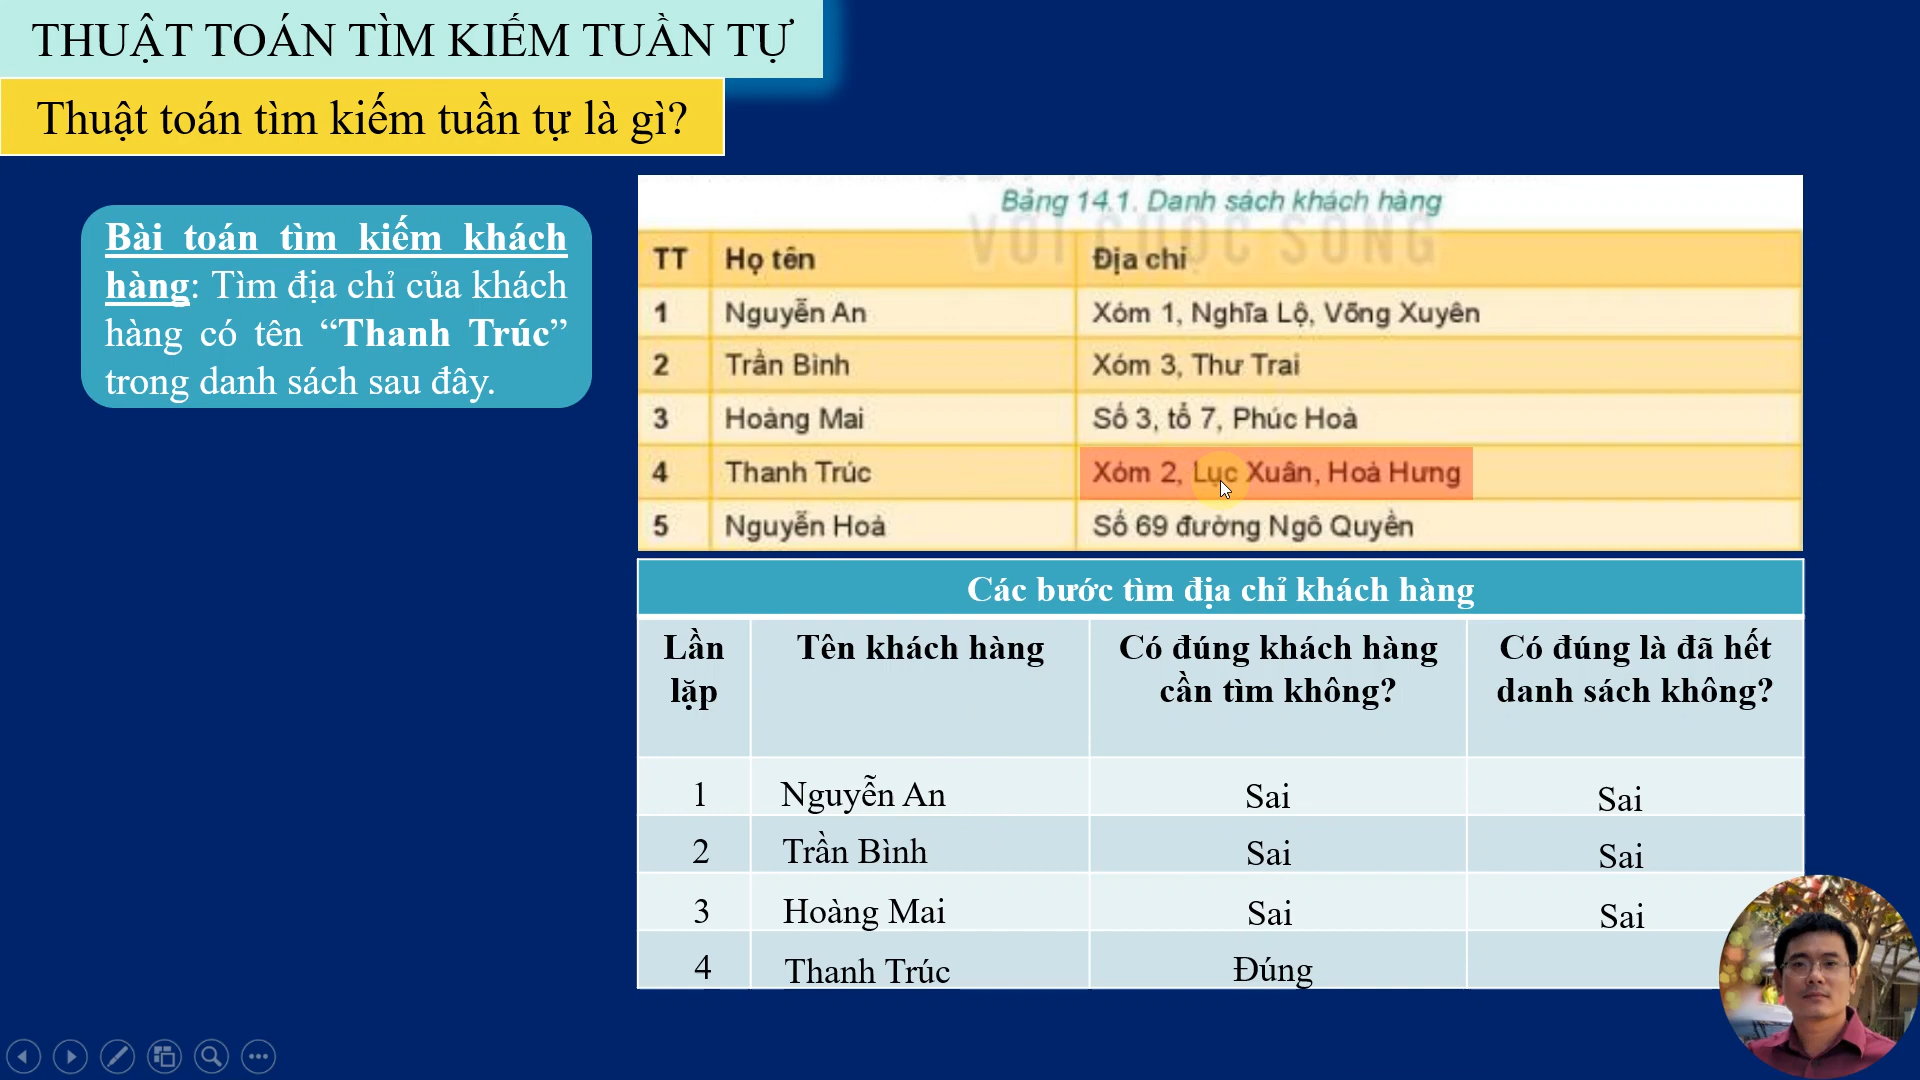 THUẬT TOÁN TÌM KIẾM TUẦN TỰ
Thuật toán tìm kiếm tuần tự là gì?
Bài toán tìm kiếm khách
hàng: Tìm địa chỉ của khách
hàng có tên “Thanh Trúc”
trong danh sách sau đây.
Bảng 14.1. Danh sách khách hàng
VỚI CUỘC SỐNG
TT Họ tên Địa chỉ
1 Nguyễn An Xóm 1, Nghĩa Lộ, Võng Xuyên
2 Trần Bình Xóm 3, Thư Trai
3 Hoàng Mai Số 3, tổ 7, Phúc Hoà
4 Thanh Trúc Xóm 2, Lục Xuân, Hoà Hưng
5 Nguyễn Hoà Số 69 đường Ngô Quyền
Các bước tìm địa chỉ khách hàng
Lần Tên khách hàng Có đúng khách hàng Có đúng là đã hết
lặp cần tìm không? danh sách không?
1 Nguyễn An Sai Sai
2 Trần Bình Sai Sai
3 Hoàng Mai Sai Sai
4 Thanh Trúc Đúng